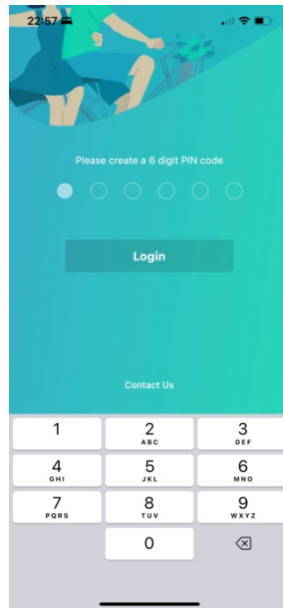 22:57
Please create a 6 digit PIN code
Login
Contact Us
1 2 3
ABC DEF
4 5 6
GHI JKL MNO
7 8 9
PQRS TUV WXYZ
0